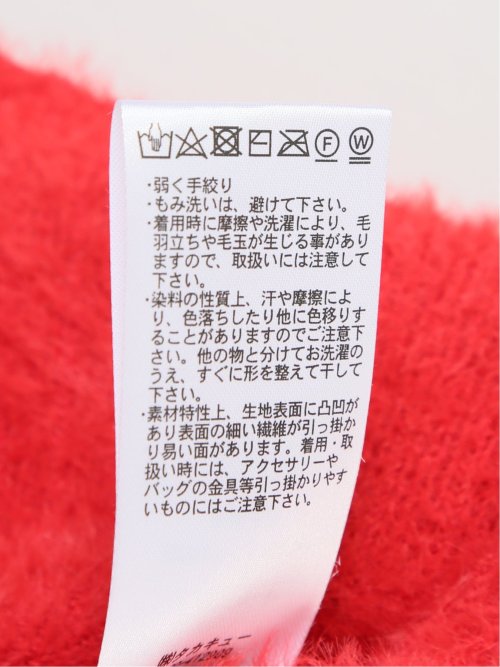 F W
・弱く手絞り
・もみ洗いは、避けて下さい。
・着用時に摩擦や洗濯により、毛
羽立ちや毛玉が生じる事があり
ますので、取扱いには注意して
下さい。
・染料の性質上、汗や摩擦によ
り、色落ちしたり他に色移りす
ることがありますのでご注意下
さい。他の物と分けてお洗濯の
うえ、すぐに形を整えて干して
下さい。
・素材特性上、生地表面に凸凹が
あり表面の細い繊維が引っ掛か
り易い面があります。着用・取
扱い時には、アクセサリーや
バッグの金具等引っ掛かりやす
いものにはご注意下さい。
㈱タカキュー